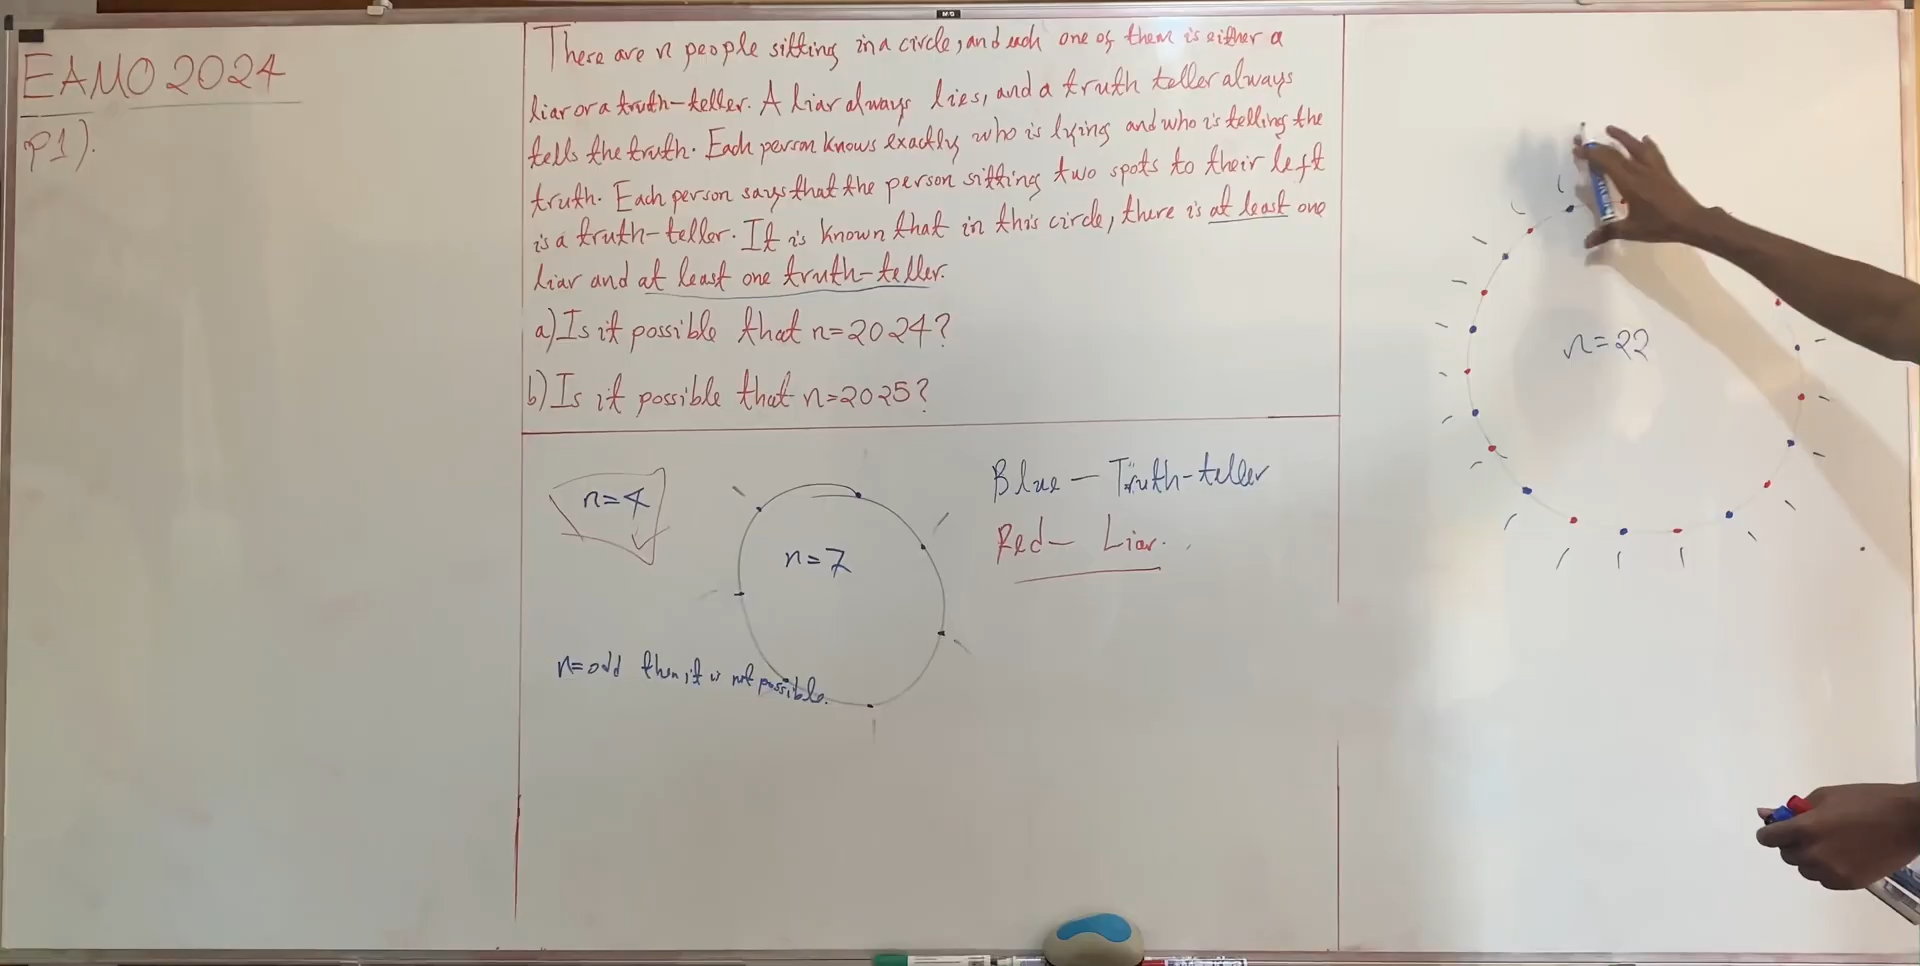 EAMO 2024
P1).
There are n people sitting in a circle, and each one of them is either a
liar or a truth-teller. A liar always lies, and a truth teller always
tells the truth. Each person knows exactly who is lying and who is telling the
truth. Each person says that the person sitting two spots to their left
is a truth-teller. It is known that in this circle, there is at least one
liar and at least one truth-teller.
a) Is it possible that n=2024?
b) Is it possible that n=2025?
n=4
n=7
n=odd then it is not possible.
Blue — Truth-teller
Red — Liar.
n=22